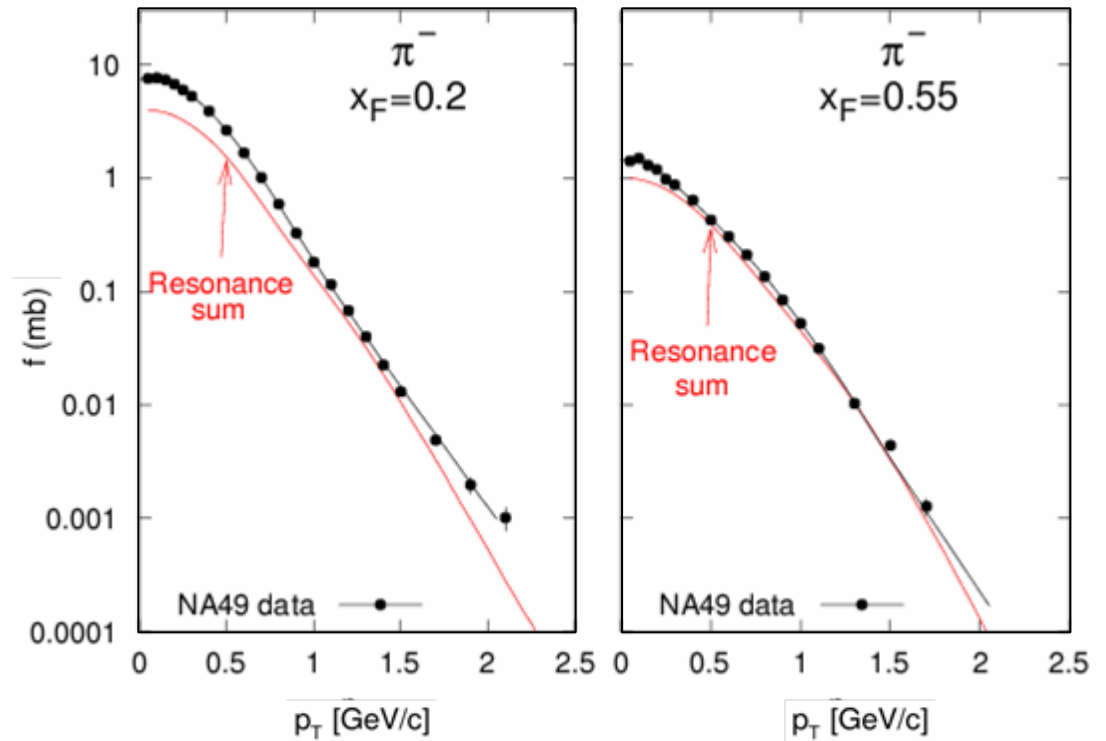 f (mb)
10
1
0.1
0.01
0.001
0.0001
π⁻
x_F=0.2
Resonance
sum
NA49 data
0 0.5 1 1.5 2 2.5
p_T [GeV/c]
π⁻
x_F=0.55
Resonance
sum
NA49 data
0 0.5 1 1.5 2 2.5
p_T [GeV/c]